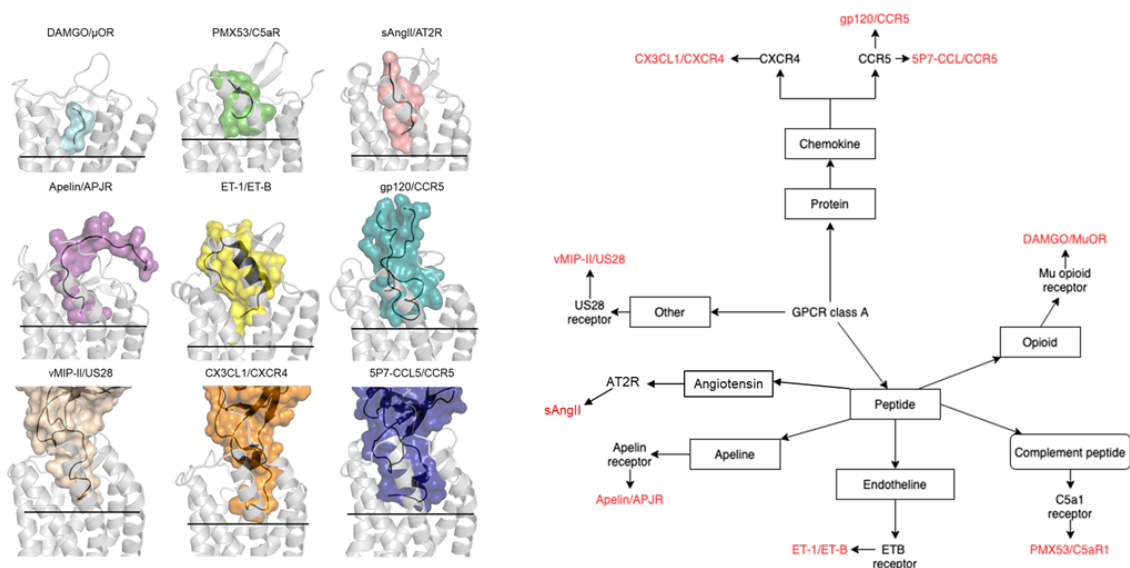 DAMGO/µOR
PMX53/C5aR
sAngII/AT2R
Apelin/APJR
ET-1/ET-B
gp120/CCR5
vMIP-II/US28
CX3CL1/CXCR4
5P7-CCL5/CCR5
gp120/CCR5
CX3CL1/CXCR4
CXCR4
CCR5
5P7-CCL/CCR5
Chemokine
Protein
DAMGO/MuOR
vMIP-II/US28
Mu opioid
receptor
US28
receptor
Other
GPCR class A
Opioid
AT2R
Angiotensin
sAngII
Peptide
Apelin
receptor
Apeline
Complement peptide
Endotheline
Apelin/APJR
C5a1
receptor
ET-1/ET-B
ETB
receptor
PMX53/C5aR1